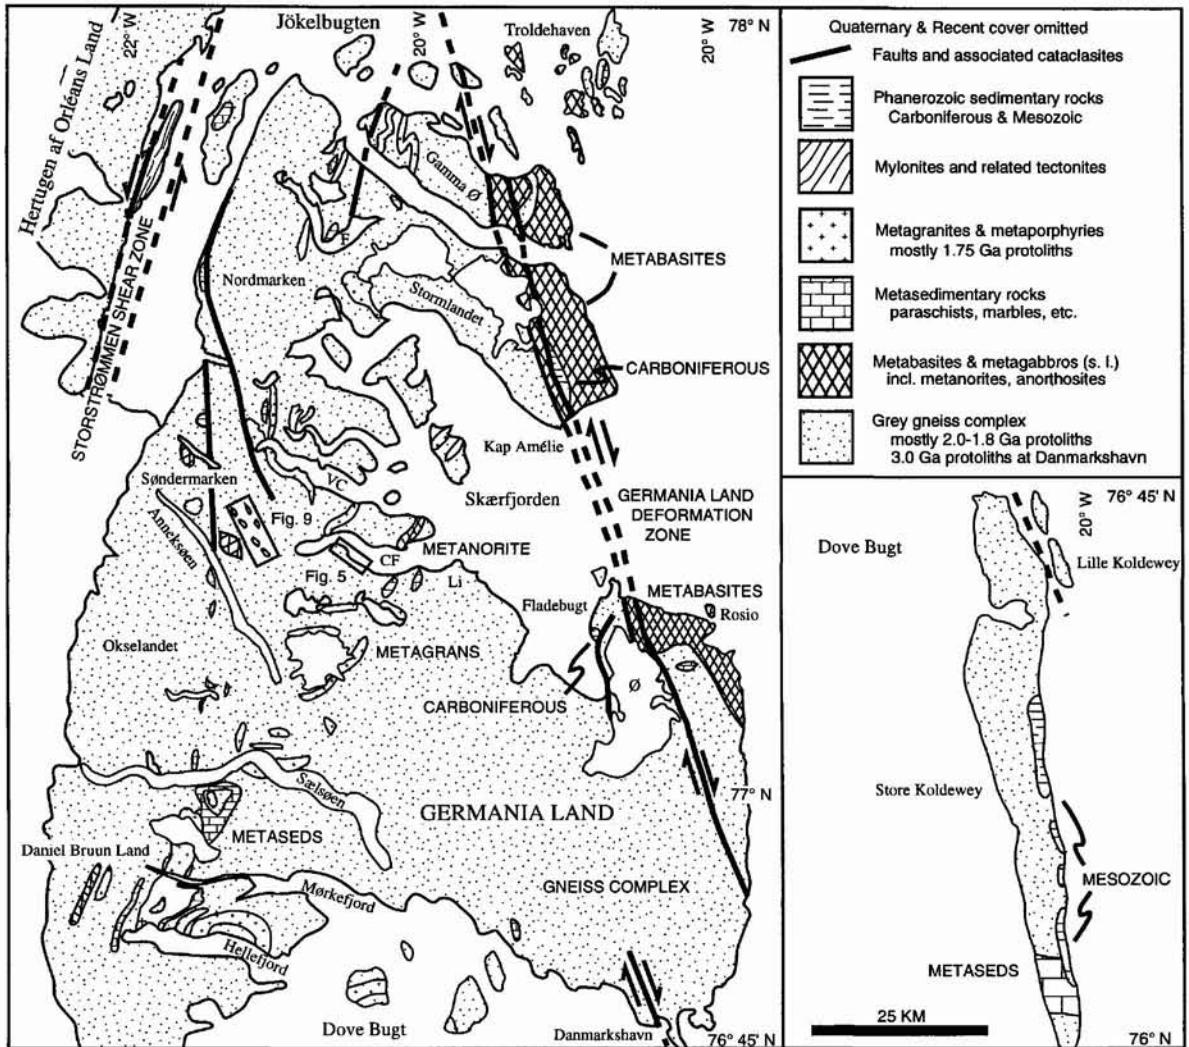 22° W
Jökelbugten
20° W
Troldehaven
20° W
78° N
Hertugen af Orléans Land
Gamma Ø
F
STORSTRØMMEN SHEAR ZONE
METABASITES
Nordmarken
Stormlandet
CARBONIFEROUS
Kap Amélie
Søndermarken
VC
Skærfjorden
GERMANIA LAND
DEFORMATION
ZONE
Anneksøen
Fig. 9
METANORITE
CF
Fig. 5
Li
METABASITES
Fladebugt
Rosio
Okselandet
METAGRANS
Ø
CARBONIFEROUS
Sælsøen
77° N
GERMANIA LAND
METASEDS
Daniel Bruun Land
GNEISS COMPLEX
Mørkefjord
Hellefjord
Dove Bugt
Danmarkshavn
76° 45' N
Quaternary & Recent cover omitted
Faults and associated cataclasites
Phanerozoic sedimentary rocks
Carboniferous & Mesozoic
Mylonites and related tectonites
Metagranites & metaporphyries
mostly 1.75 Ga protoliths
Metasedimentary rocks
paraschists, marbles, etc.
Metabasites & metagabbros (s. l.)
incl. metanorites, anorthosites
Grey gneiss complex
mostly 2.0-1.8 Ga protoliths
3.0 Ga protoliths at Danmarkshavn
20° W
76° 45' N
Dove Bugt
Lille Koldewey
Store Koldewey
MESOZOIC
METASEDS
25 KM
76° N